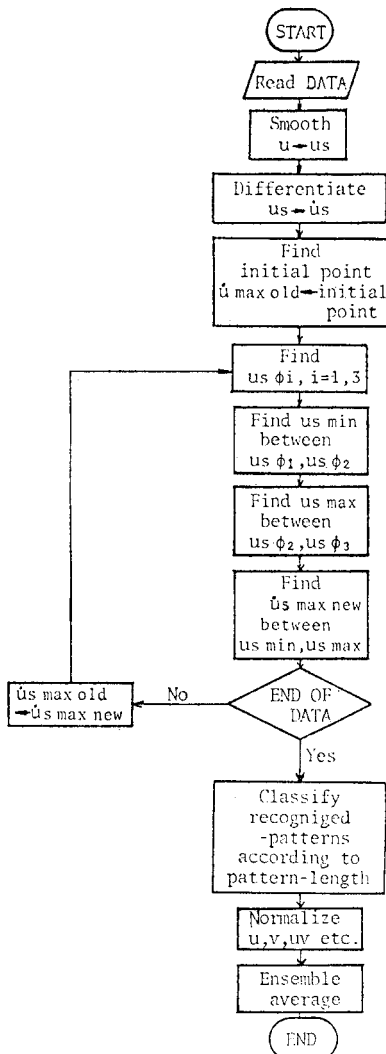 START
Read DATA
Smooth
u←us
Differentiate
us←u̇s
Find
initial point
u̇ max old←initial
point
Find
us ϕi, i=1,3
Find us min
between
us ϕ₁, us ϕ₂
Find us max
between
us ϕ₂, us ϕ₃
Find
u̇s max new
between
us min, us max
END OF
DATA
No
u̇s max old
←u̇s max new
Yes
Classify
recogniged
-patterns
according to
pattern-length
Normalize
u,v,uv etc.
Ensemble
average
END